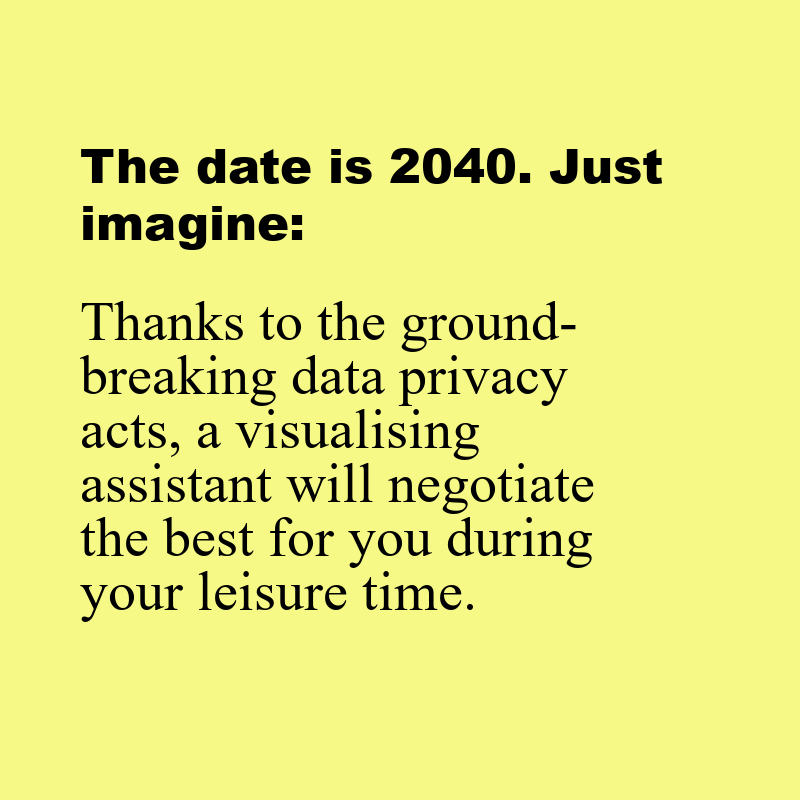 The date is 2040. Just
imagine:
Thanks to the ground-
breaking data privacy
acts, a visualising
assistant will negotiate
the best for you during
your leisure time.